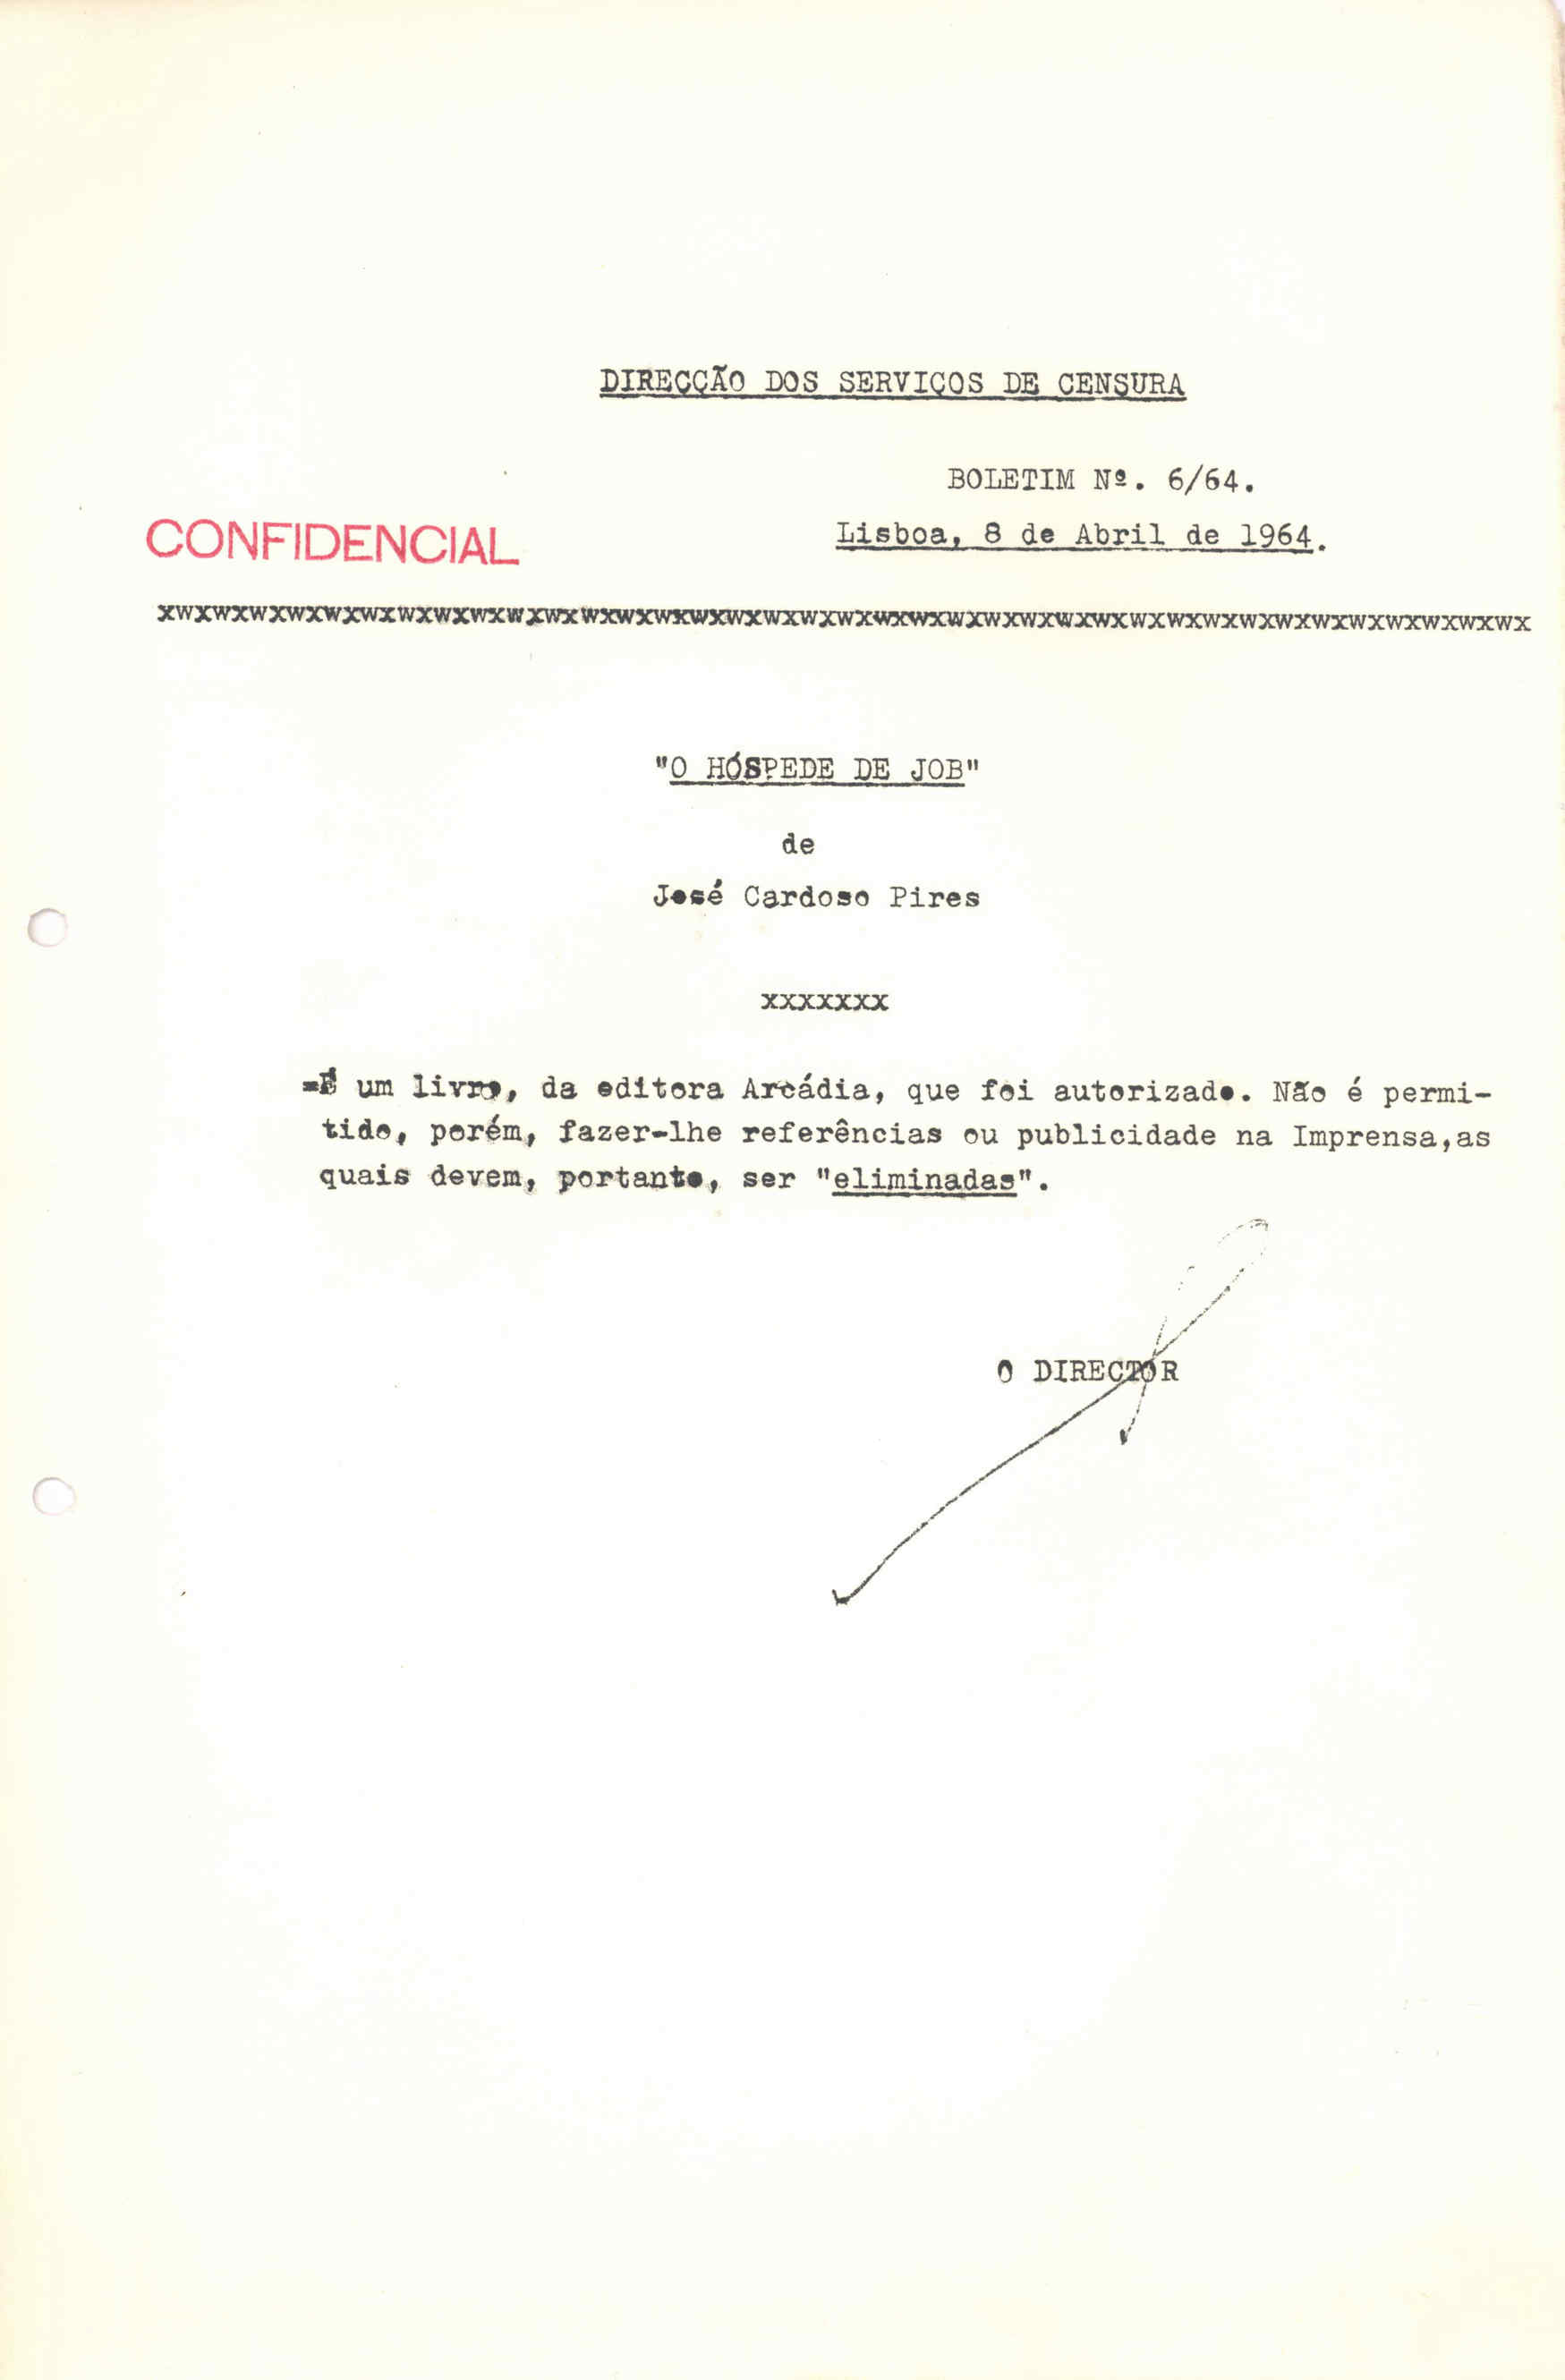 DIRECÇÃO DOS SERVIÇOS DE CENSURA
BOLETIM Nº. 6/64.
CONFIDENCIAL
Lisboa, 8 de Abril de 1964.
xwxwxwxwxwxwxwxwxwxwxwxwxwxwxwxwxwxwxwxwxwxwxwxwxwxwxwxwxwxwxwxwxwxwxwxwxwx
"O HÓSPEDE DE JOB"
de
José Cardoso Pires
xxxxxxx
-É um livro, da editora Arcádia, que foi autorizado. Não é permi-
tido, porém, fazer-lhe referências ou publicidade na Imprensa,as
quais devem, portanto, ser "eliminadas".
O DIRECTOR